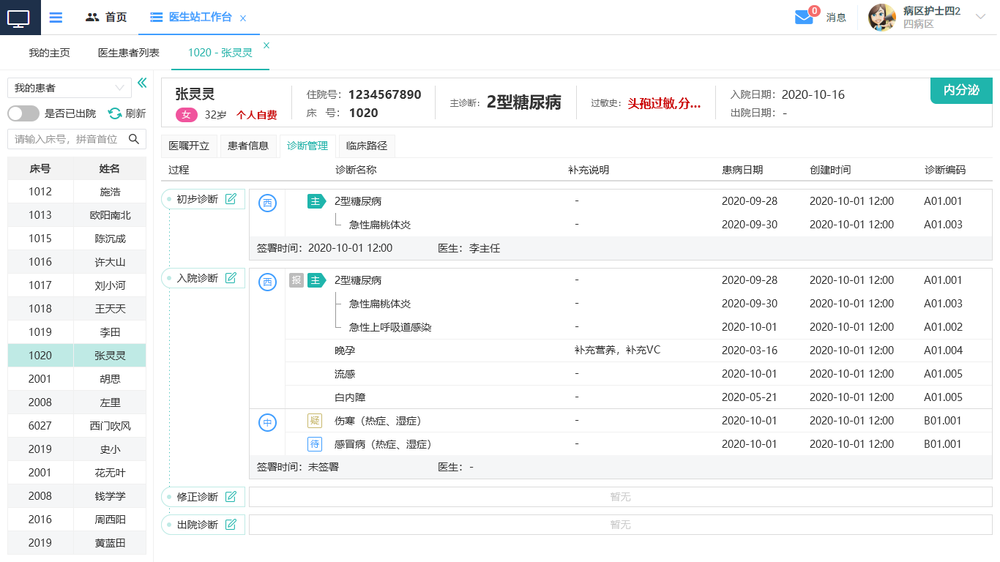 首页
医生站工作台 x
0
消息
病区护士四2
四病区
我的主页
医生患者列表
1020 - 张灵灵 x
我的患者
是否已出院
刷新
请输入床号，拼音首位
床号 姓名
1012 施浩
1013 欧阳南北
1015 陈沉成
1016 许大山
1017 刘小河
1018 王天天
1019 李田
1020 张灵灵
2001 胡思
2008 左里
6027 西门吹风
2019 史小
2001 花无叶
2008 钱学学
2016 周西阳
2019 黄蓝田
张灵灵
女 32岁 个人自费
住院号：1234567890
床 号：1020
主诊断：2型糖尿病
过敏史：头孢过敏,分...
入院日期：2020-10-16
出院日期：-
内分泌
医嘱开立 患者信息 诊断管理 临床路径
过程 诊断名称 补充说明 患病日期 创建时间 诊断编码
初步诊断
西 主 2型糖尿病 - 2020-09-28 2020-10-01 12:00 A01.001
急性扁桃体炎 - 2020-09-30 2020-10-01 12:00 A01.003
签署时间：2020-10-01 12:00 医生：李主任
入院诊断
西 报 主 2型糖尿病 - 2020-09-28 2020-10-01 12:00 A01.001
急性扁桃体炎 - 2020-09-30 2020-10-01 12:00 A01.003
急性上呼吸道感染 - 2020-10-01 2020-10-01 12:00 A01.002
晚孕 补充营养，补充VC 2020-03-16 2020-10-01 12:00 A01.004
流感 - 2020-10-01 2020-10-01 12:00 A01.005
白内障 - 2020-05-21 2020-10-01 12:00 A01.005
中 疑 伤寒（热症、湿症） - 2020-10-01 2020-10-01 12:00 B01.001
待 感冒病（热症、湿症） - 2020-10-01 2020-10-01 12:00 B01.001
签署时间：未签署 医生：-
修正诊断 暂无
出院诊断 暂无